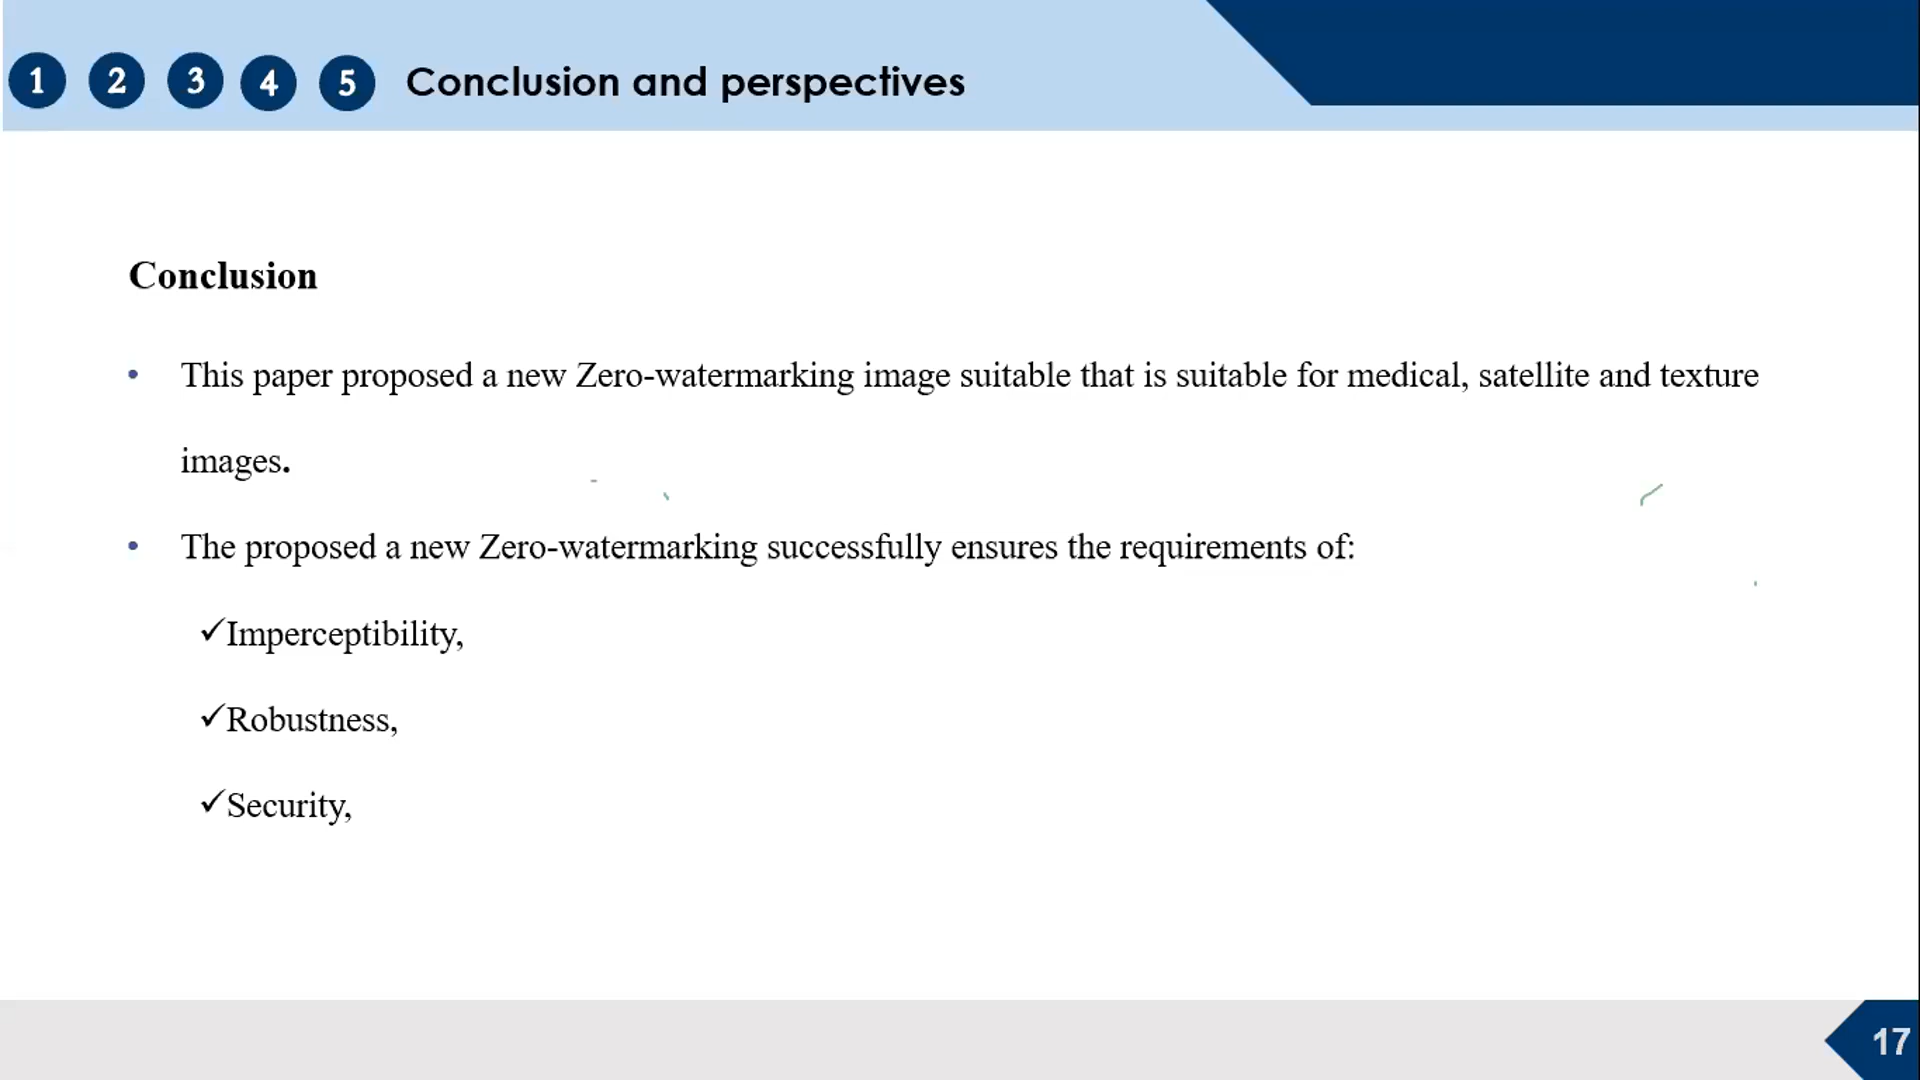 1 2 3 4 5 Conclusion and perspectives
Conclusion
• This paper proposed a new Zero-watermarking image suitable that is suitable for medical, satellite and texture
images.
• The proposed a new Zero-watermarking successfully ensures the requirements of:
✓Imperceptibility,
✓Robustness,
✓Security,
17